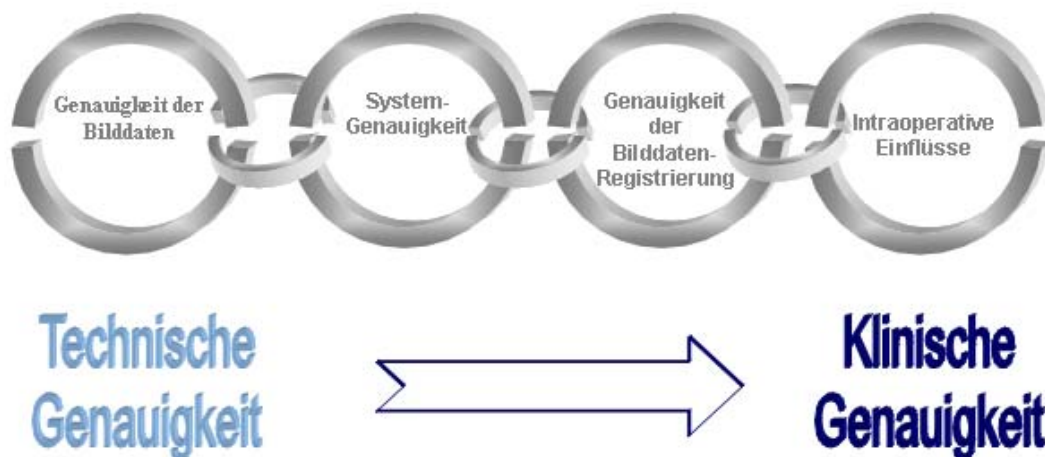 Genauigkeit der
Bilddaten
System-
Genauigkeit
Genauigkeit
der
Bilddaten-
Registrierung
Intraoperative
Einflüsse
Technische
Genauigkeit
Klinische
Genauigkeit